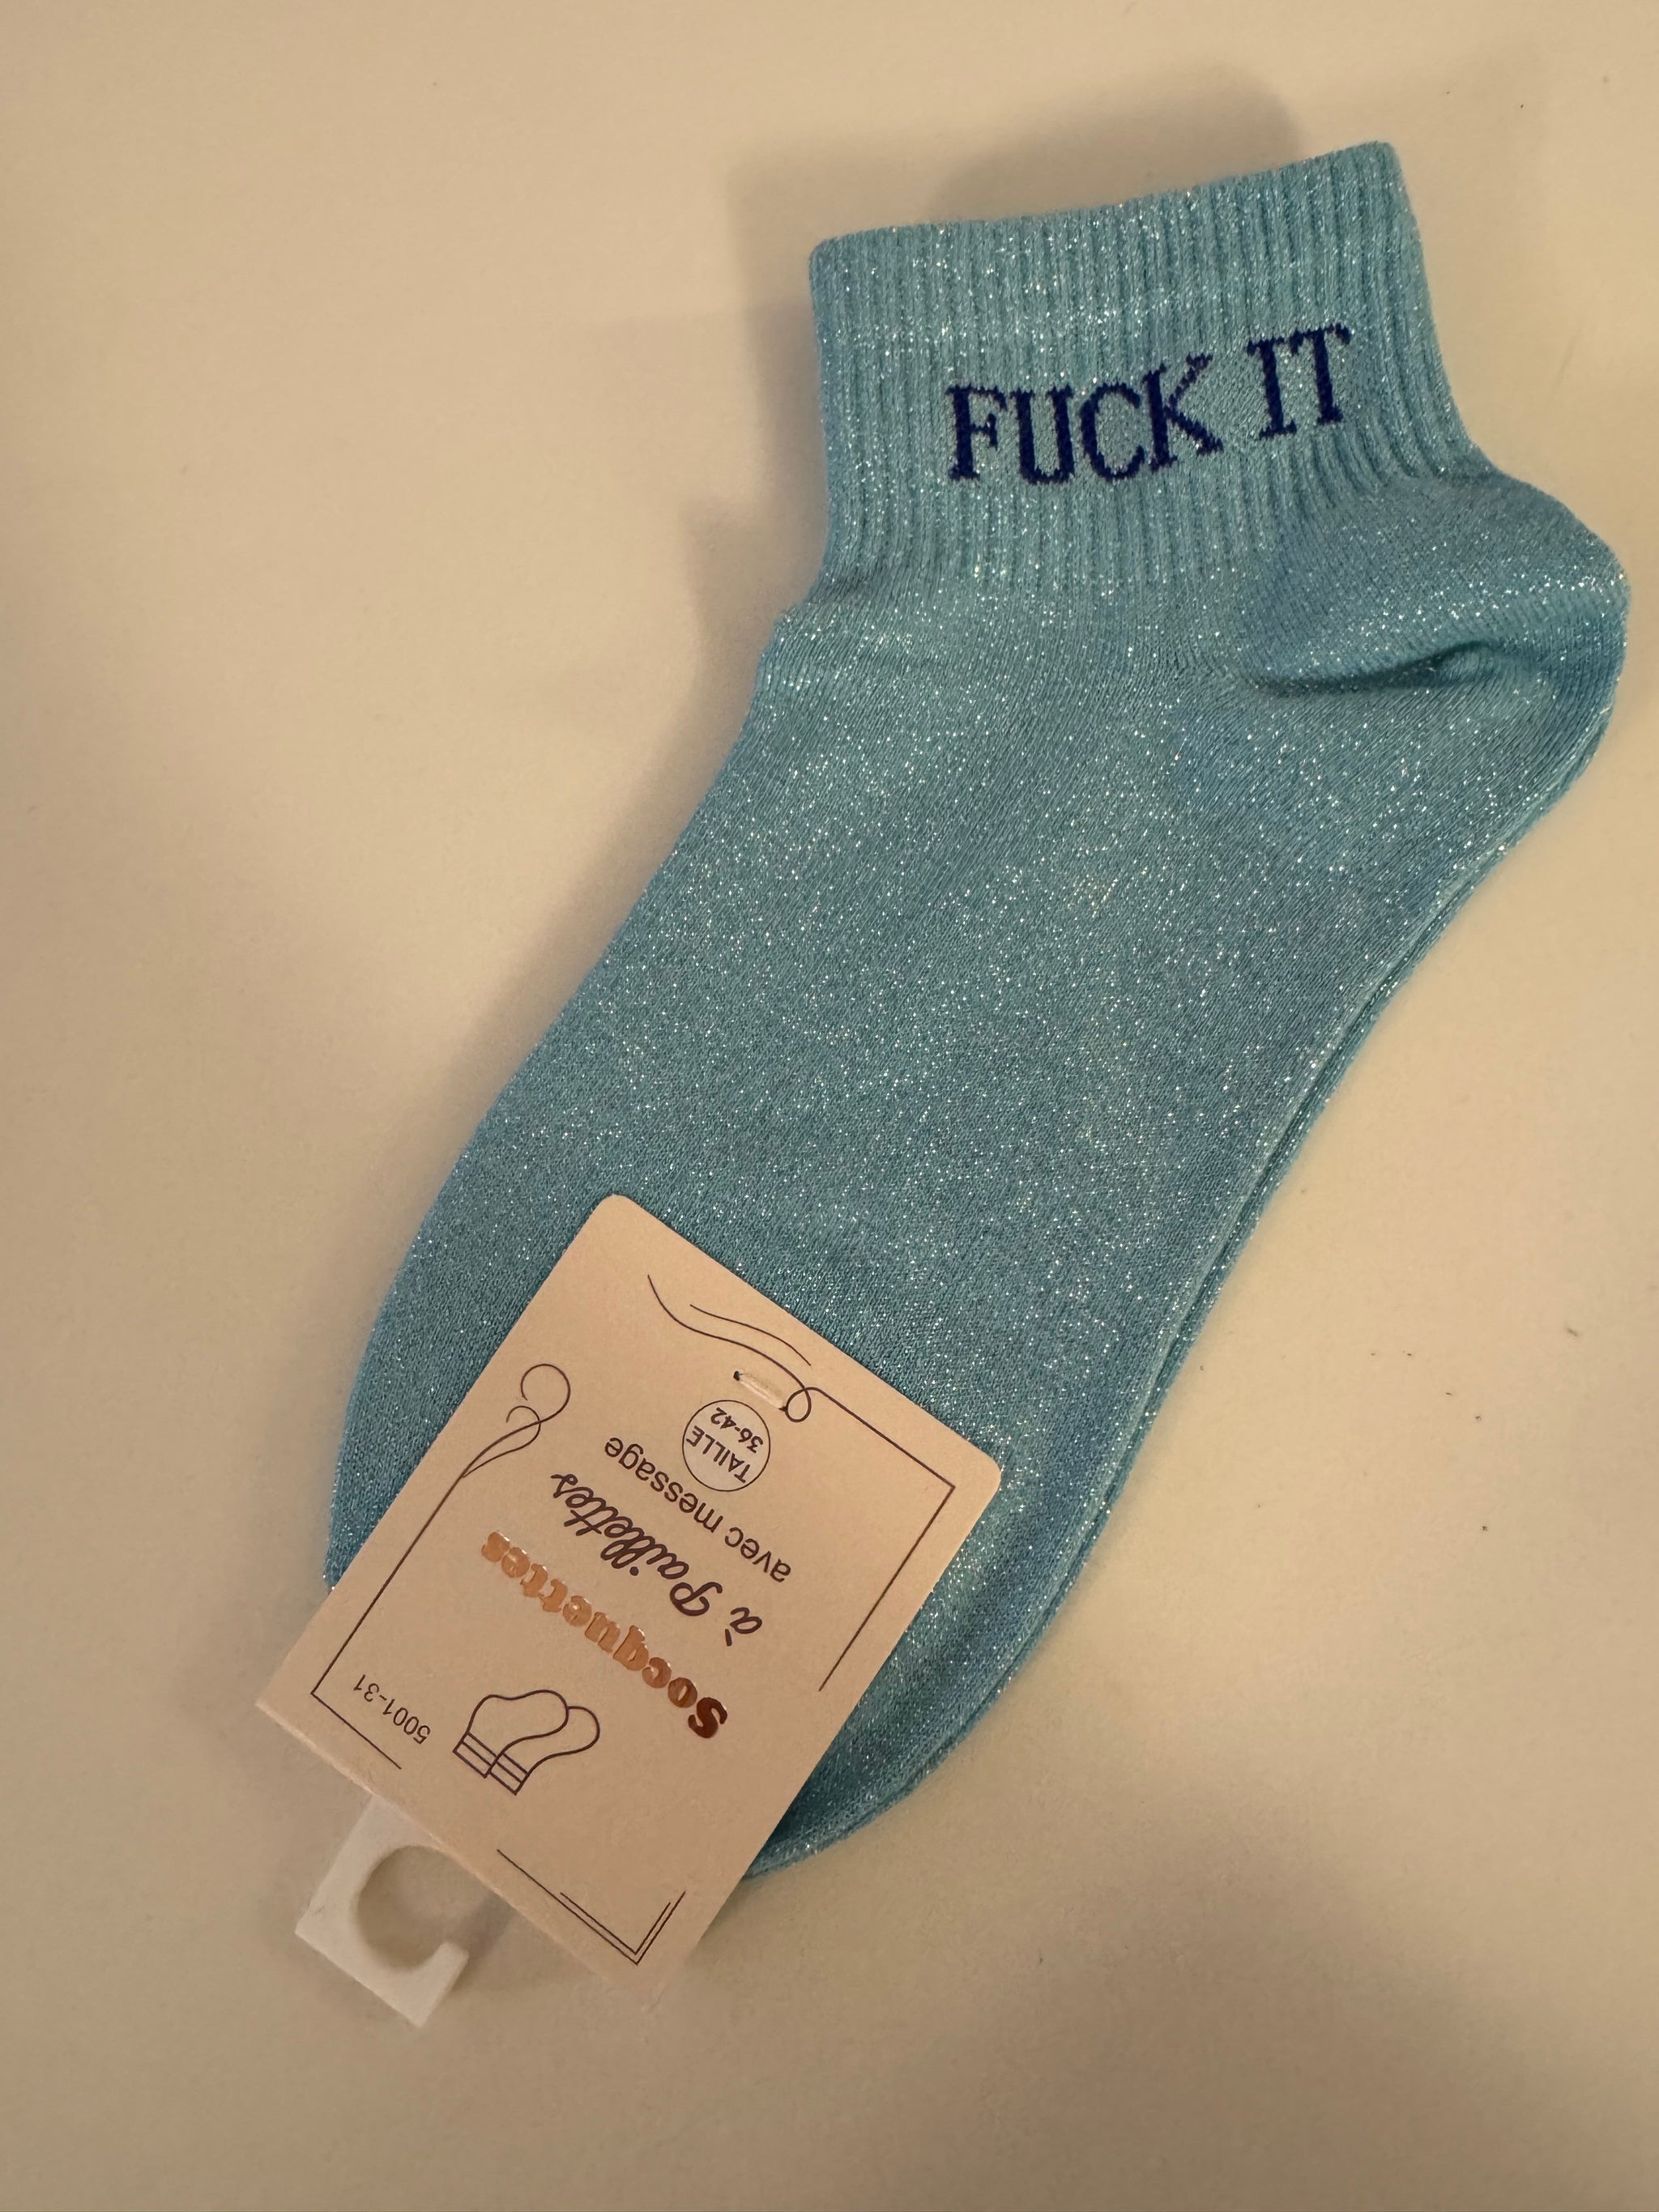 FUCK IT
5001-31
Socquettes
à Paillettes
avec message
TAILLE
36-42